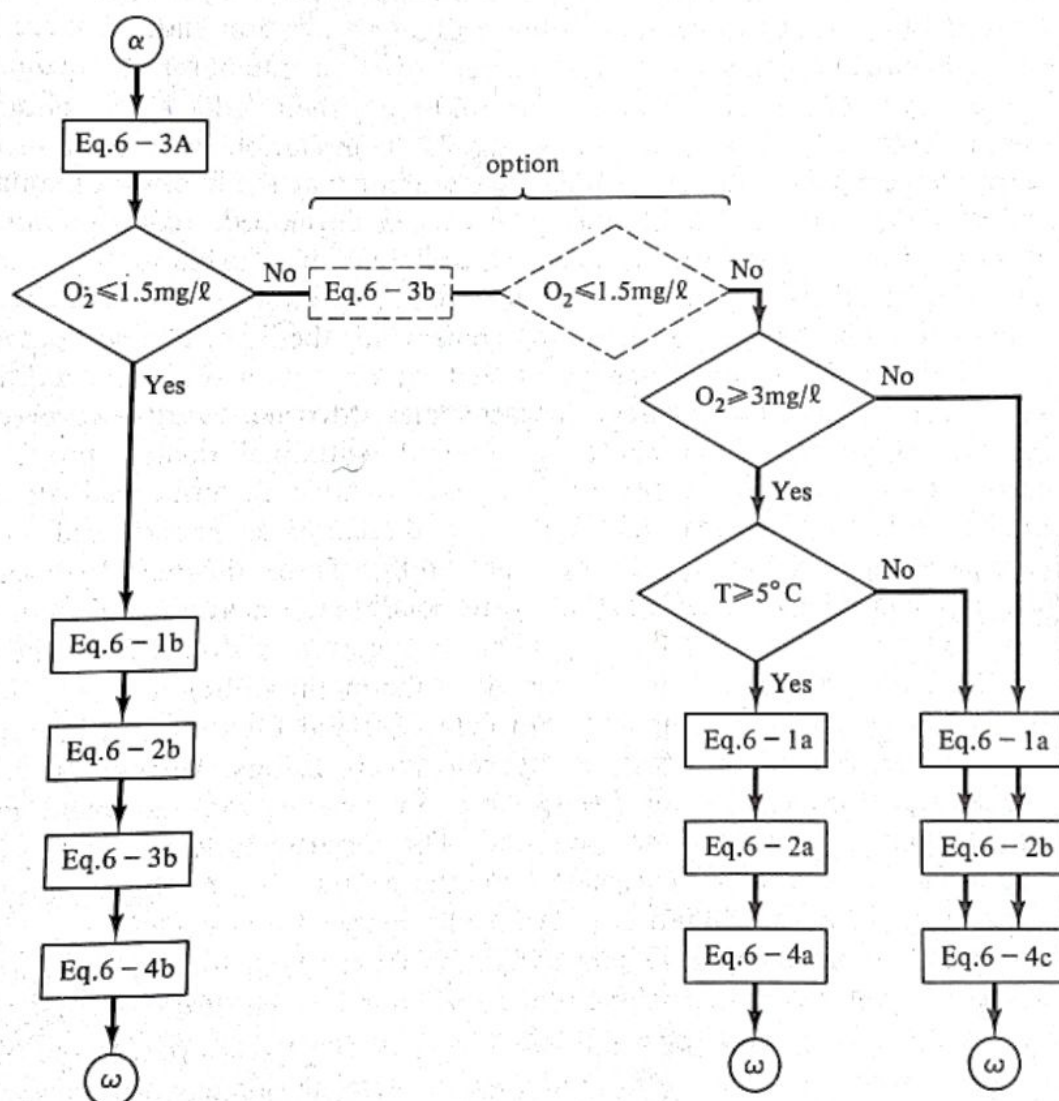 α
Eq.6 – 3A
option
O₂⩽1.5mg/ℓ
No
Eq.6 – 3b
O₂⩽1.5mg/ℓ
No
Yes
O₂⩾3mg/ℓ
No
Yes
T⩾5°C
No
Yes
Eq.6 – 1b
Eq.6 – 2b
Eq.6 – 3b
Eq.6 – 4b
ω
Eq.6 – 1a
Eq.6 – 2a
Eq.6 – 4a
ω
Eq.6 – 1a
Eq.6 – 2b
Eq.6 – 4c
ω